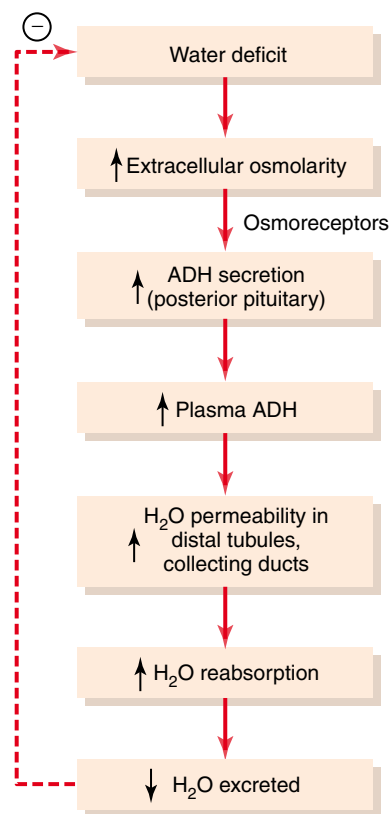 −
Water deficit
↑ Extracellular osmolarity
Osmoreceptors
↑ ADH secretion
(posterior pituitary)
↑ Plasma ADH
H₂O permeability in
↑ distal tubules,
collecting ducts
↑ H₂O reabsorption
↓ H₂O excreted